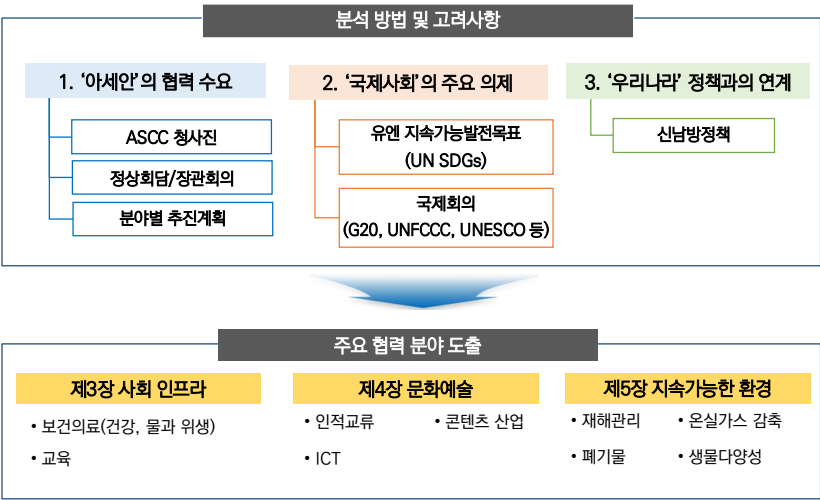 분석 방법 및 고려사항
1. ‘아세안’의 협력 수요
ASCC 청사진
정상회담/장관회의
분야별 추진계획
2. ‘국제사회’의 주요 의제
유엔 지속가능발전목표
(UN SDGs)
국제회의
(G20, UNFCCC, UNESCO 등)
3. ‘우리나라’ 정책과의 연계
신남방정책
주요 협력 분야 도출
제3장 사회 인프라
• 보건의료(건강, 물과 위생)
• 교육
제4장 문화예술
• 인적교류
• 콘텐츠 산업
• ICT
제5장 지속가능한 환경
• 재해관리
• 온실가스 감축
• 폐기물
• 생물다양성